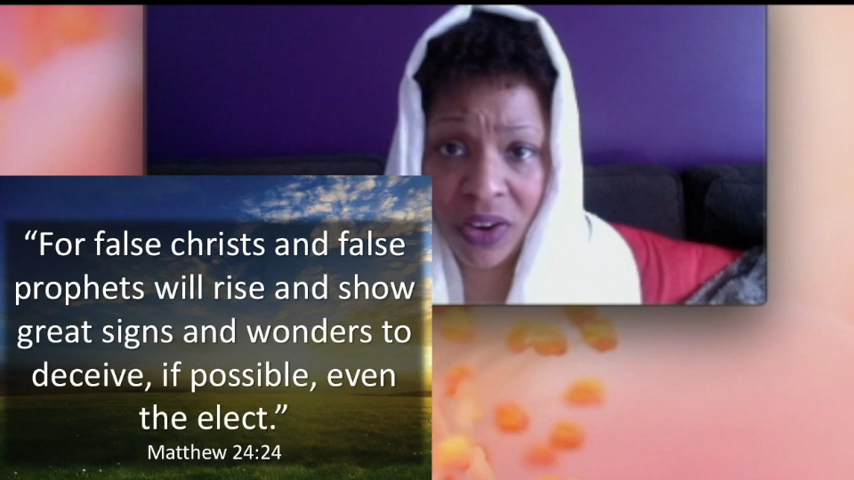 “For false christs and false
prophets will rise and show
great signs and wonders to
deceive, if possible, even
the elect.”
Matthew 24:24